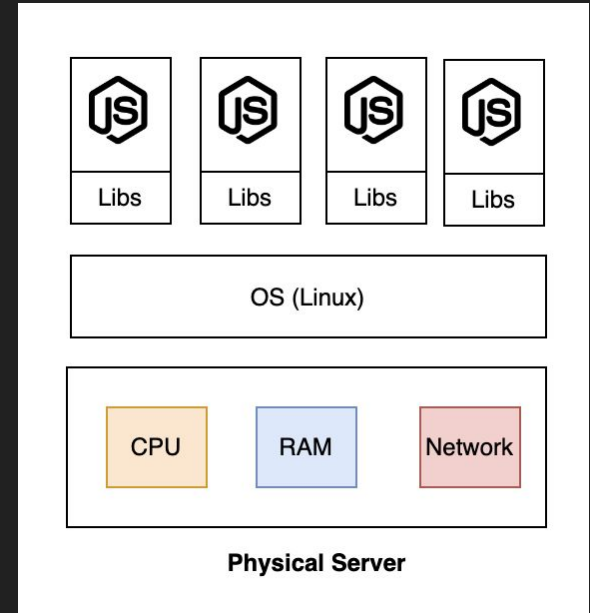 JS
JS
JS
JS
Libs
Libs
Libs
Libs
OS (Linux)
CPU
RAM
Network
Physical Server